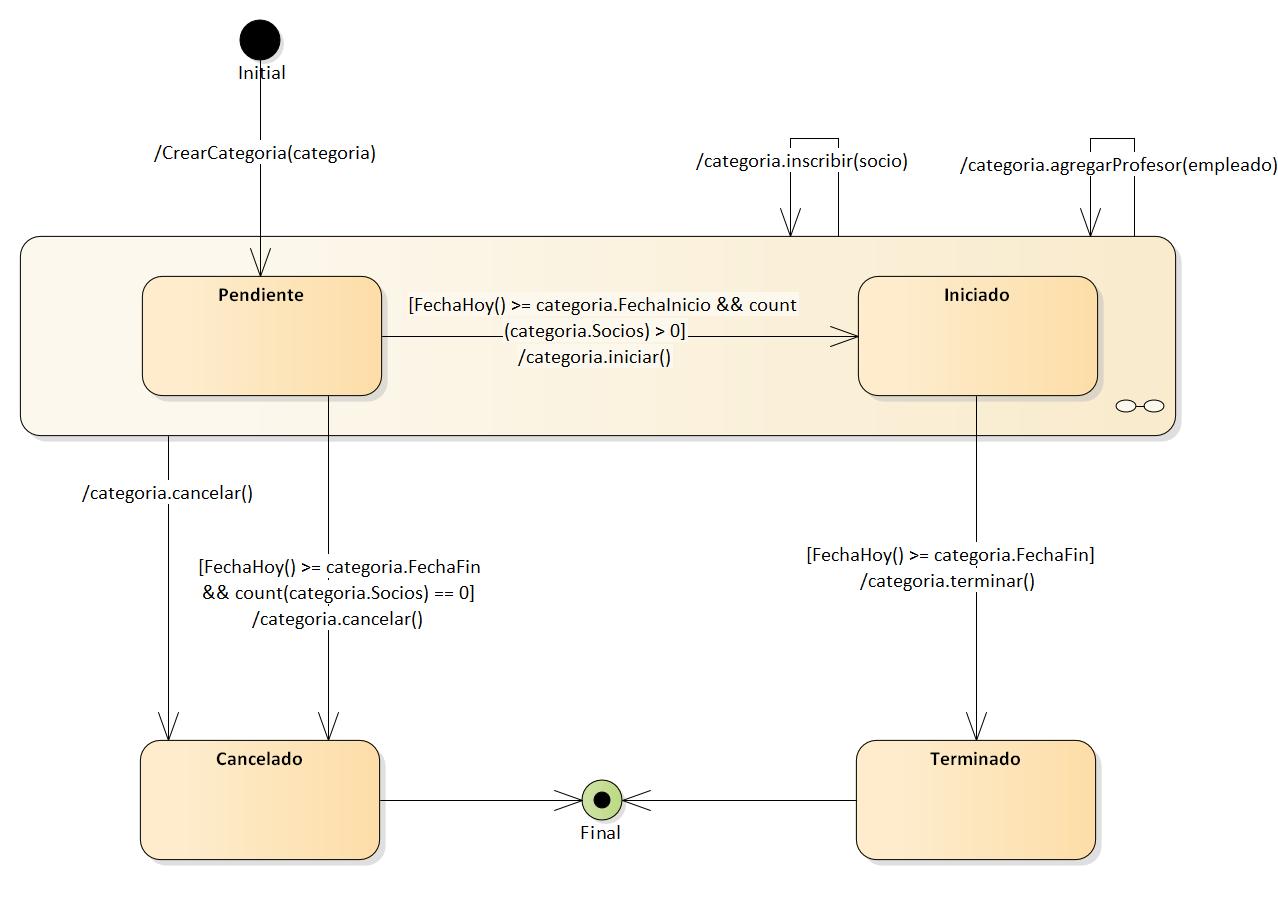 Initial
/CrearCategoria(categoria)
/categoria.inscribir(socio)
/categoria.agregarProfesor(empleado)
Pendiente
[FechaHoy() >= categoria.FechaInicio && count
(categoria.Socios) > 0]
/categoria.iniciar()
Iniciado
/categoria.cancelar()
[FechaHoy() >= categoria.FechaFin
&& count(categoria.Socios) == 0]
/categoria.cancelar()
[FechaHoy() >= categoria.FechaFin]
/categoria.terminar()
Cancelado
Terminado
Final